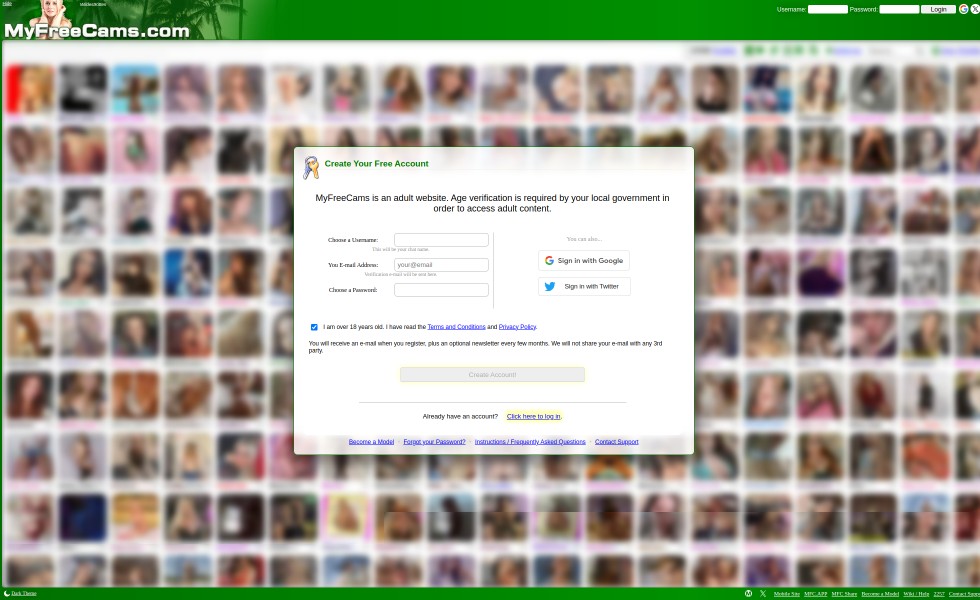 Hide
Username:
Password:
Login
MyFreeCams.com
Create Your Free Account
MyFreeCams is an adult website. Age verification is required by your local government in
order to access adult content.
Choose a Username:
This will be your chat name.
You E-mail Address:
your@email
Verification e-mail will be sent here.
Choose a Password:
You can also...
Sign in with Google
Sign in with Twitter
I am over 18 years old. I have read the Terms and Conditions and Privacy Policy.
You will receive an e-mail when you register, plus an optional newsletter every few months. We will not share your e-mail with any 3rd
party.
Create Account!
Already have an account? Click here to log in.
Become a Model - Forgot your Password? - Instructions / Frequently Asked Questions - Contact Support
Dark Theme
Mobile Site MFC.APP MFC Share Become a Model Wiki / Help 2257 Contact